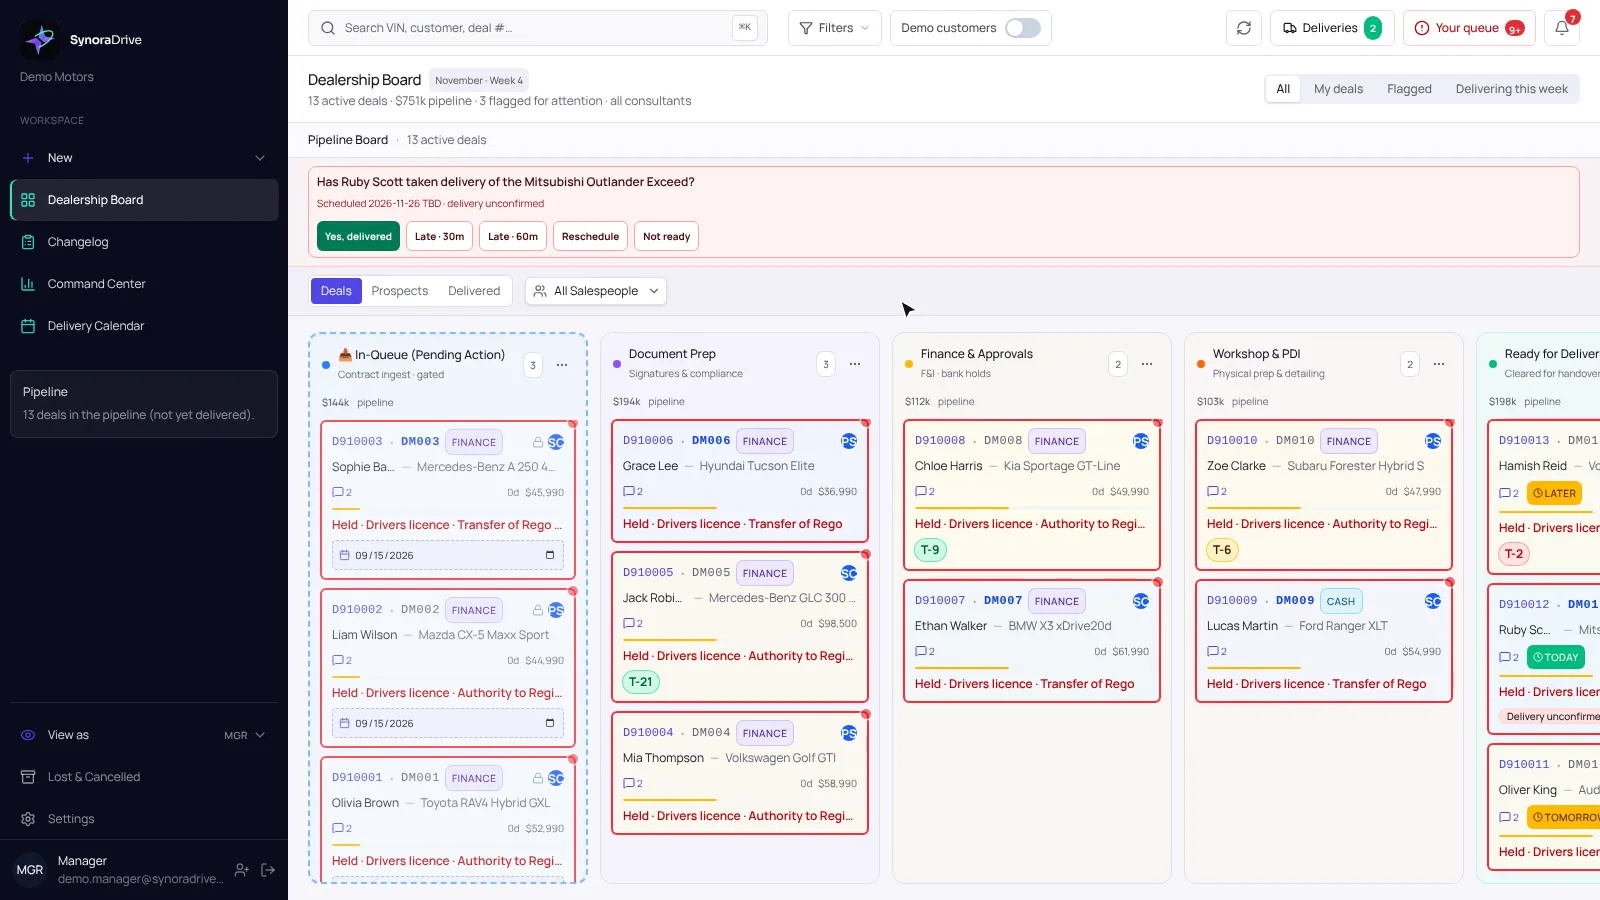 SynoraDrive
Demo Motors
WORKSPACE
New
Dealership Board
Changelog
Command Center
Delivery Calendar
Pipeline
13 deals in the pipeline (not yet delivered).
View as MGR
Lost & Cancelled
Settings
MGR Manager
demo.manager@synoradrive...
Search VIN, customer, deal #... ⌘K
Filters
Demo customers
Deliveries 2
Your queue 9+
7
Dealership Board November · Week 4
13 active deals · $751k pipeline · 3 flagged for attention · all consultants
All My deals Flagged Delivering this week
Pipeline Board · 13 active deals
Has Ruby Scott taken delivery of the Mitsubishi Outlander Exceed?
Scheduled 2026-11-26 TBD · delivery unconfirmed
Yes, delivered Late · 30m Late · 60m Reschedule Not ready
Deals Prospects Delivered All Salespeople
In-Queue (Pending Action) 3 ...
Contract ingest · gated
$144k pipeline
D910003 · DM003 FINANCE SC
Sophie Ba... — Mercedes-Benz A 250 4...
2 0d $45,990
Held · Drivers licence · Transfer of Rego ...
09/15/2026
D910002 · DM002 FINANCE PS
Liam Wilson — Mazda CX-5 Maxx Sport
2 0d $44,990
Held · Drivers licence · Authority to Regi...
09/15/2026
D910001 · DM001 FINANCE SC
Olivia Brown — Toyota RAV4 Hybrid GXL
2 0d $52,990
Held · Drivers licence · Authority to Regi...
Document Prep 3 ...
Signatures & compliance
$194k pipeline
D910006 · DM006 FINANCE PS
Grace Lee — Hyundai Tucson Elite
2 0d $36,990
Held · Drivers licence · Transfer of Rego
D910005 · DM005 FINANCE SC
Jack Robi... — Mercedes-Benz GLC 300 ...
2 0d $98,500
Held · Drivers licence · Authority to Regi...
T-21
D910004 · DM004 FINANCE PS
Mia Thompson — Volkswagen Golf GTI
2 0d $58,990
Held · Drivers licence · Authority to Regi...
Finance & Approvals 2 ...
F&I · bank holds
$112k pipeline
D910008 · DM008 FINANCE PS
Chloe Harris — Kia Sportage GT-Line
2 0d $49,990
Held · Drivers licence · Authority to Regi...
T-9
D910007 · DM007 FINANCE SC
Ethan Walker — BMW X3 xDrive20d
2 0d $61,990
Held · Drivers licence · Transfer of Rego
Workshop & PDI 2 ...
Physical prep & detailing
$103k pipeline
D910010 · DM010 FINANCE PS
Zoe Clarke — Subaru Forester Hybrid S
2 0d $47,990
Held · Drivers licence · Authority to Regi...
T-6
D910009 · DM009 CASH SC
Lucas Martin — Ford Ranger XLT
2 0d $54,990
Held · Drivers licence · Transfer of Rego
Ready for Deliver
Cleared for handover
$198k pipeline
D910013 · DM01
Hamish Reid — Vo
2 LATER
Held · Drivers licer
T-2
D910012 · DM01
Ruby Sc... — Mits
2 TODAY
Held · Drivers licer
Delivery unconfirme
D910011 · DM01
Oliver King — Aud
2 TOMORROW
Held · Drivers licer